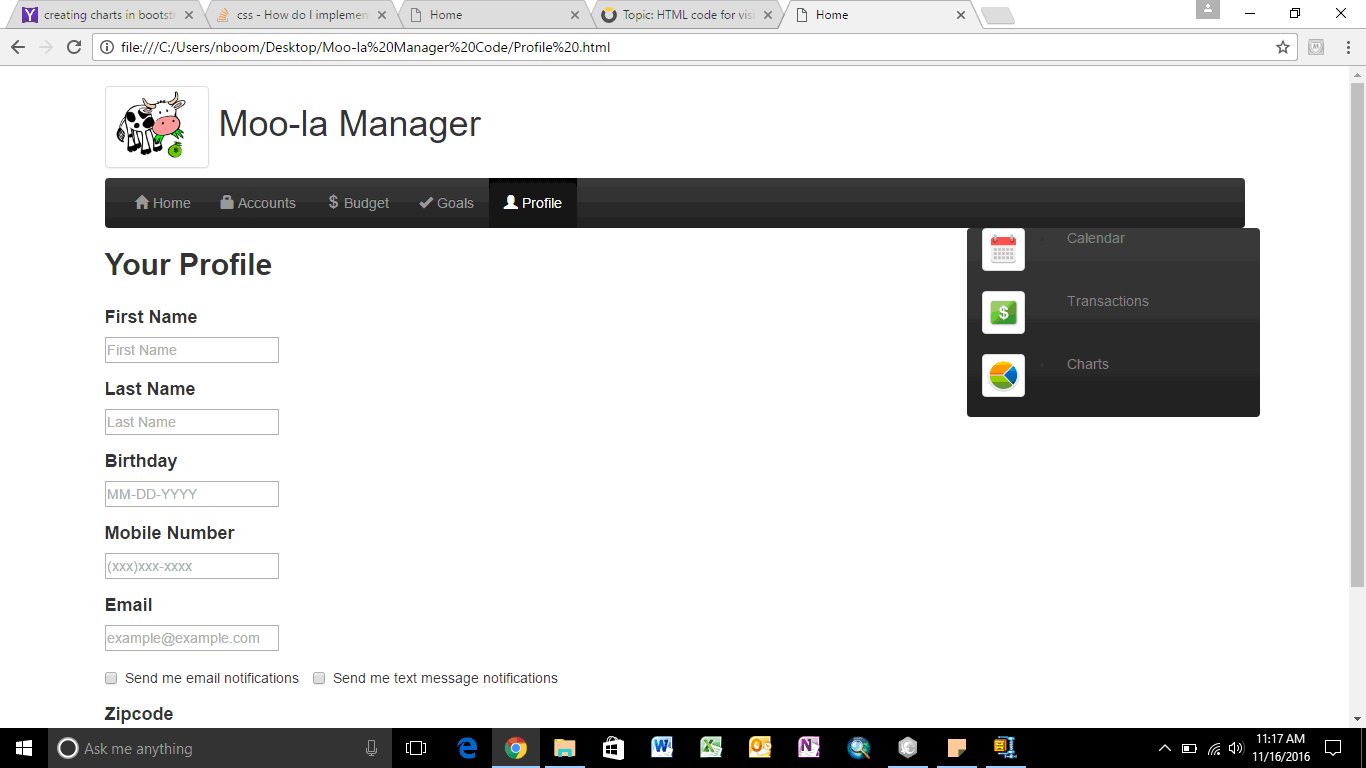 creating charts in bootstr
css - How do I implemen
Home
Topic: HTML code for vis
Home
file:///C:/Users/nboom/Desktop/Moo-la%20Manager%20Code/Profile%20.html
Moo-la Manager
Home Accounts $ Budget Goals Profile
Calendar
$ Transactions
Charts
Your Profile
First Name
First Name
Last Name
Last Name
Birthday
MM-DD-YYYY
Mobile Number
(xxx)xxx-xxxx
Email
example@example.com
Send me email notifications Send me text message notifications
Zipcode
Ask me anything
11:17 AM
11/16/2016